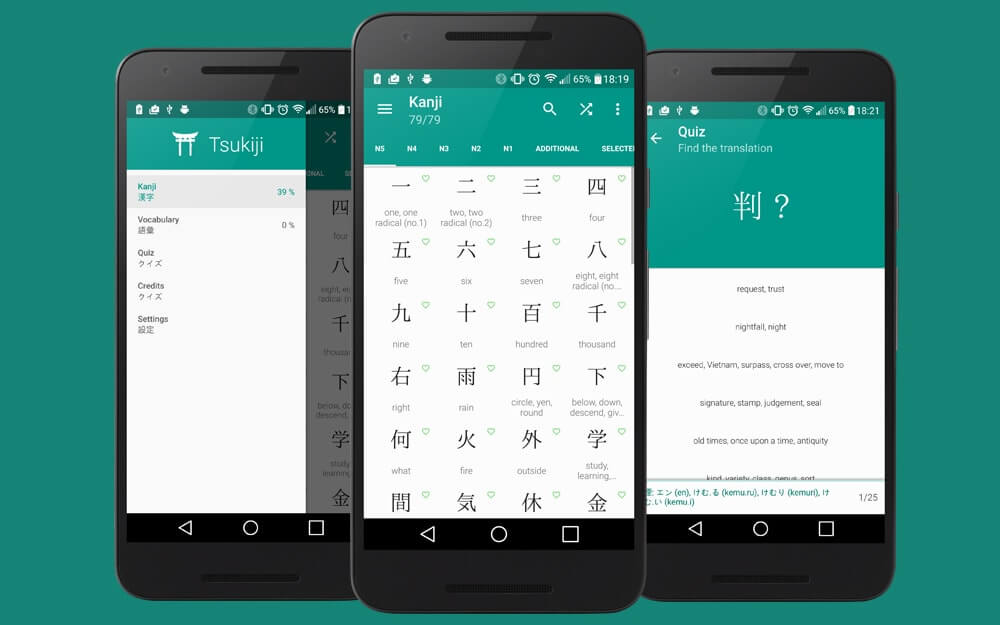 65% 1
Tsukiji
Kanji
漢字
39 %
Vocabulary
語彙
0 %
Quiz
クイズ
Credits
クイズ
Settings
設定
四
four
八
eight, ei
radical (n
千
thousan
下
below, do
descend,
学
study
learning,
金
65% 18:19
Kanji
79/79
N5 N4 N3 N2 N1 ADDITIONAL SELECTE
一 二 三 四
one, one radical (no.1)
two, two radical (no.2)
three
four
五 六 七 八
five
six
seven
eight, eight radical (no....
九 十 百 千
nine
ten
hundred
thousand
右 雨 円 下
right
rain
circle, yen, round
below, down, descend, giv...
何 火 外 学
what
fire
outside
study, learning,...
間 気 休 金
65% 18:21
Quiz
Find the translation
判 ?
request, trust
nightfall, night
exceed, Vietnam, surpass, cross over, move to
signature, stamp, judgement, seal
old times, once upon a time, antiquity
kind, variety, class, genus, sort
エン (en), けむ.る (kemu.ru), けむり (kemuri), け
む.い (kemu.i)
1/25